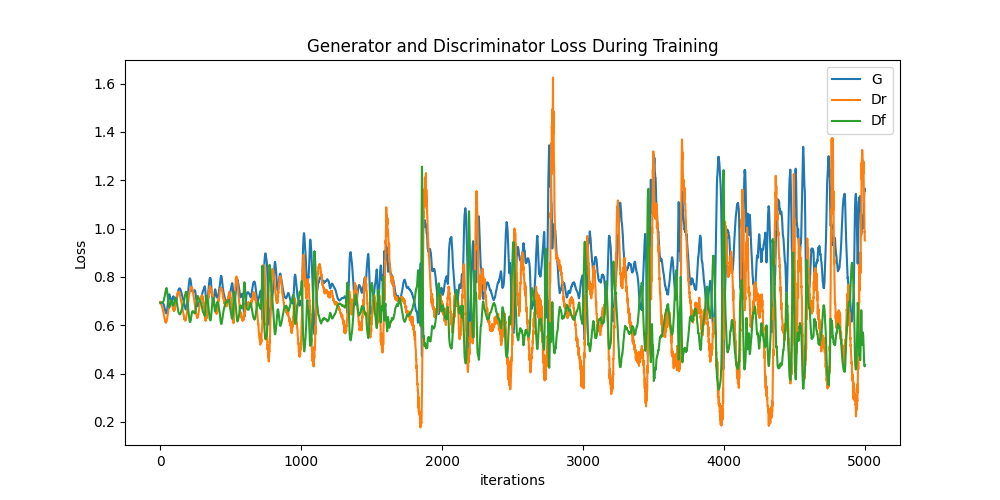 Generator and Discriminator Loss During Training
1.6
1.4
1.2
1.0
0.8
0.6
0.4
0.2
Loss
G
Dr
Df
0 1000 2000 3000 4000 5000
iterations